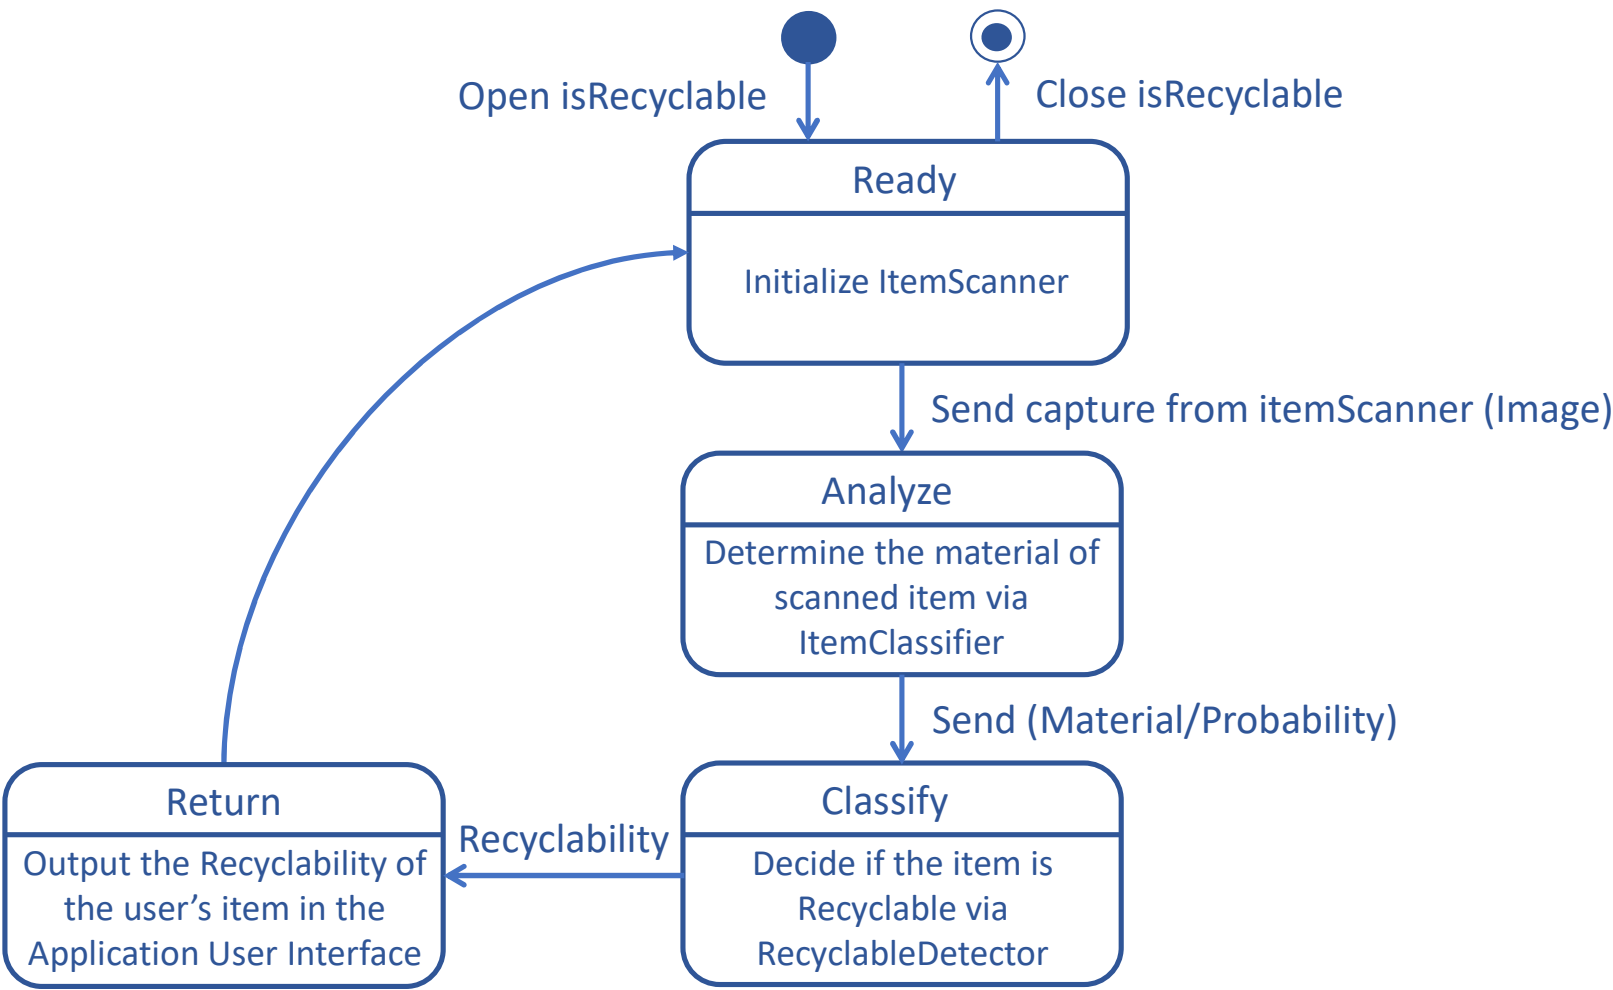 Open isRecyclable
Close isRecyclable
Ready
Initialize ItemScanner
Send capture from itemScanner (Image)
Analyze
Determine the material of
scanned item via
ItemClassifier
Send (Material/Probability)
Classify
Decide if the item is
Recyclable via
RecyclableDetector
Recyclability
Return
Output the Recyclability of
the user’s item in the
Application User Interface